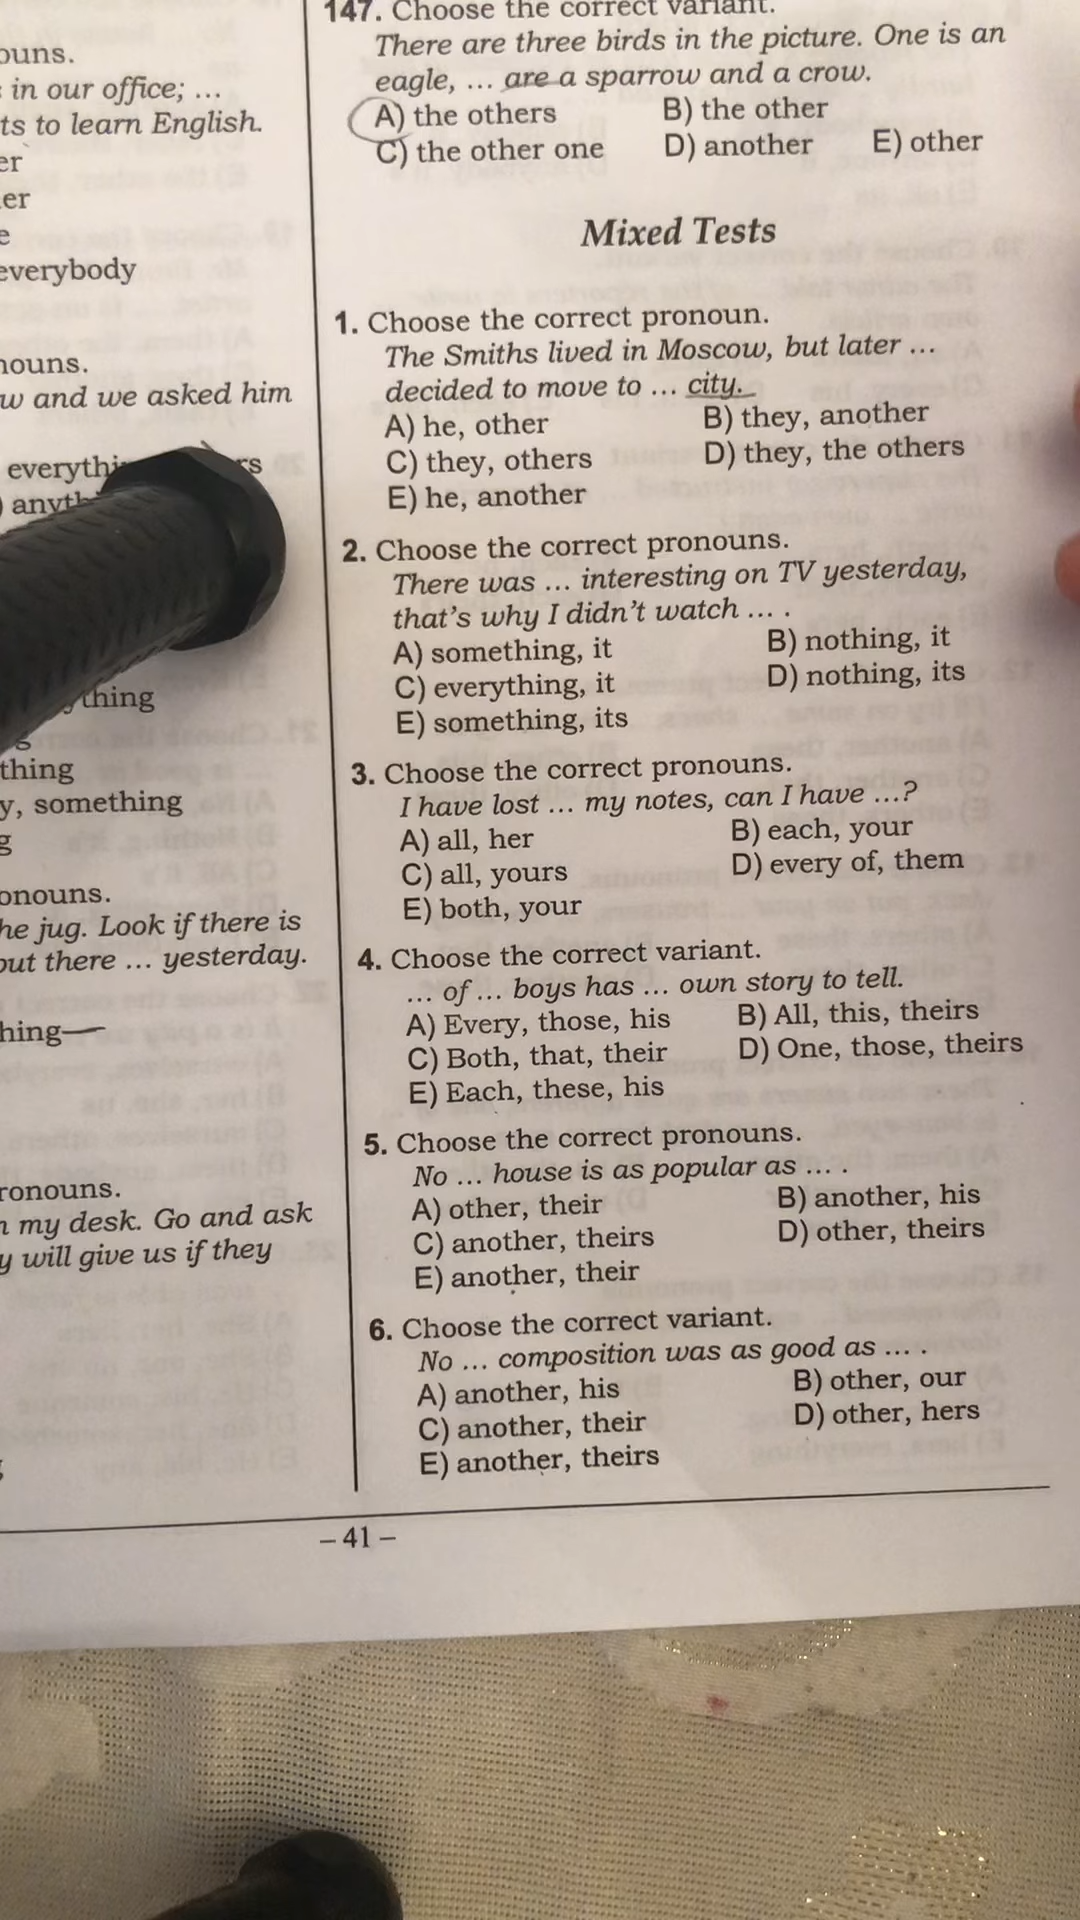 ouns.
in our office; ...
ts to learn English.
er
er
e
everybody
nouns.
w and we asked him
everythi rs
anyth
thing
thing
y, something
g
onouns.
he jug. Look if there is
out there ... yesterday.
hing—
ronouns.
n my desk. Go and ask
y will give us if they
147. Choose the correct variant.
There are three birds in the picture. One is an
eagle, ... are a sparrow and a crow.
A) the others B) the other
C) the other one D) another E) other
Mixed Tests
1. Choose the correct pronoun.
The Smiths lived in Moscow, but later ...
decided to move to ... city.
A) he, other B) they, another
C) they, others D) they, the others
E) he, another
2. Choose the correct pronouns.
There was ... interesting on TV yesterday,
that's why I didn't watch ... .
A) something, it B) nothing, it
C) everything, it D) nothing, its
E) something, its
3. Choose the correct pronouns.
I have lost ... my notes, can I have ...?
A) all, her B) each, your
C) all, yours D) every of, them
E) both, your
4. Choose the correct variant.
... of ... boys has ... own story to tell.
A) Every, those, his B) All, this, theirs
C) Both, that, their D) One, those, theirs
E) Each, these, his
5. Choose the correct pronouns.
No ... house is as popular as ... .
A) other, their B) another, his
C) another, theirs D) other, theirs
E) another, their
6. Choose the correct variant.
No ... composition was as good as ... .
A) another, his B) other, our
C) another, their D) other, hers
E) another, theirs
– 41 –